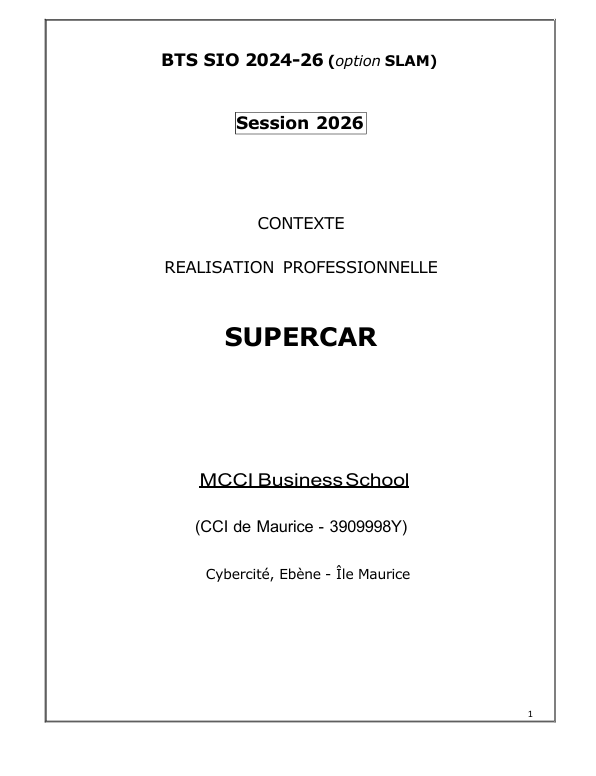 BTS SIO 2024-26 (option SLAM)
Session 2026
CONTEXTE
REALISATION PROFESSIONNELLE
SUPERCAR
MCCI Business School
(CCI de Maurice - 3909998Y)
Cybercité, Ebène - Île Maurice
1